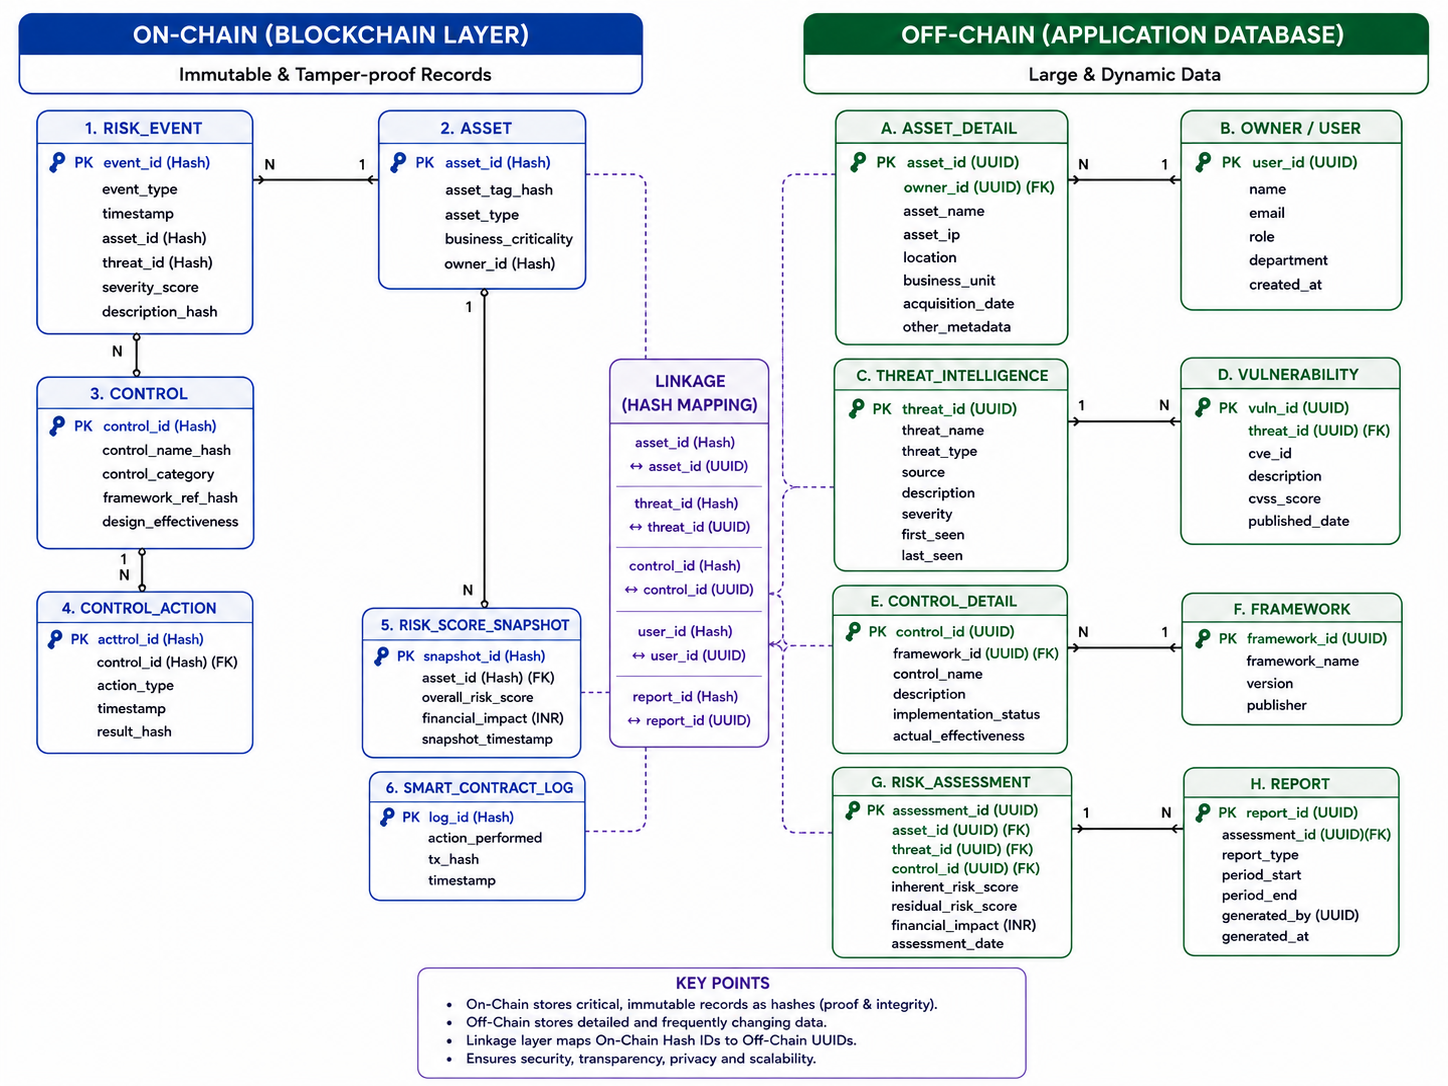 ON-CHAIN (BLOCKCHAIN LAYER)
Immutable & Tamper-proof Records
OFF-CHAIN (APPLICATION DATABASE)
Large & Dynamic Data
1. RISK_EVENT
PK event_id (Hash)
event_type
timestamp
asset_id (Hash)
threat_id (Hash)
severity_score
description_hash
N 1
2. ASSET
PK asset_id (Hash)
asset_tag_hash
asset_type
business_criticality
owner_id (Hash)
N
3. CONTROL
PK control_id (Hash)
control_name_hash
control_category
framework_ref_hash
design_effectiveness
1
N
4. CONTROL_ACTION
PK acttrol_id (Hash)
control_id (Hash) (FK)
action_type
timestamp
result_hash
1
N
5. RISK_SCORE_SNAPSHOT
PK snapshot_id (Hash)
asset_id (Hash) (FK)
overall_risk_score
financial_impact (INR)
snapshot_timestamp
6. SMART_CONTRACT_LOG
PK log_id (Hash)
action_performed
tx_hash
timestamp
LINKAGE
(HASH MAPPING)
asset_id (Hash)
↔ asset_id (UUID)
threat_id (Hash)
↔ threat_id (UUID)
control_id (Hash)
↔ control_id (UUID)
user_id (Hash)
↔ user_id (UUID)
report_id (Hash)
↔ report_id (UUID)
A. ASSET_DETAIL
PK asset_id (UUID)
owner_id (UUID) (FK)
asset_name
asset_ip
location
business_unit
acquisition_date
other_metadata
N 1
B. OWNER / USER
PK user_id (UUID)
name
email
role
department
created_at
C. THREAT_INTELLIGENCE
PK threat_id (UUID)
threat_name
threat_type
source
description
severity
first_seen
last_seen
1 N
D. VULNERABILITY
PK vuln_id (UUID)
threat_id (UUID) (FK)
cve_id
description
cvss_score
published_date
E. CONTROL_DETAIL
PK control_id (UUID)
framework_id (UUID) (FK)
control_name
description
implementation_status
actual_effectiveness
N 1
F. FRAMEWORK
PK framework_id (UUID)
framework_name
version
publisher
G. RISK_ASSESSMENT
PK assessment_id (UUID)
asset_id (UUID) (FK)
threat_id (UUID) (FK)
control_id (UUID) (FK)
inherent_risk_score
residual_risk_score
financial_impact (INR)
assessment_date
1 N
H. REPORT
PK report_id (UUID)
assessment_id (UUID)(FK)
report_type
period_start
period_end
generated_by (UUID)
generated_at
KEY POINTS
• On-Chain stores critical, immutable records as hashes (proof & integrity).
• Off-Chain stores detailed and frequently changing data.
• Linkage layer maps On-Chain Hash IDs to Off-Chain UUIDs.
• Ensures security, transparency, privacy and scalability.